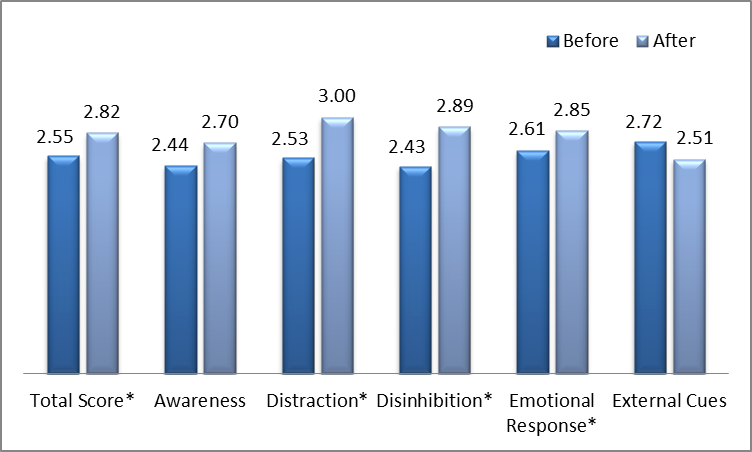 Before After
2.55 2.82 2.44 2.70 2.53 3.00 2.43 2.89 2.61 2.85 2.72 2.51
Total Score* Awareness Distraction* Disinhibition* Emotional External Cues
Response*